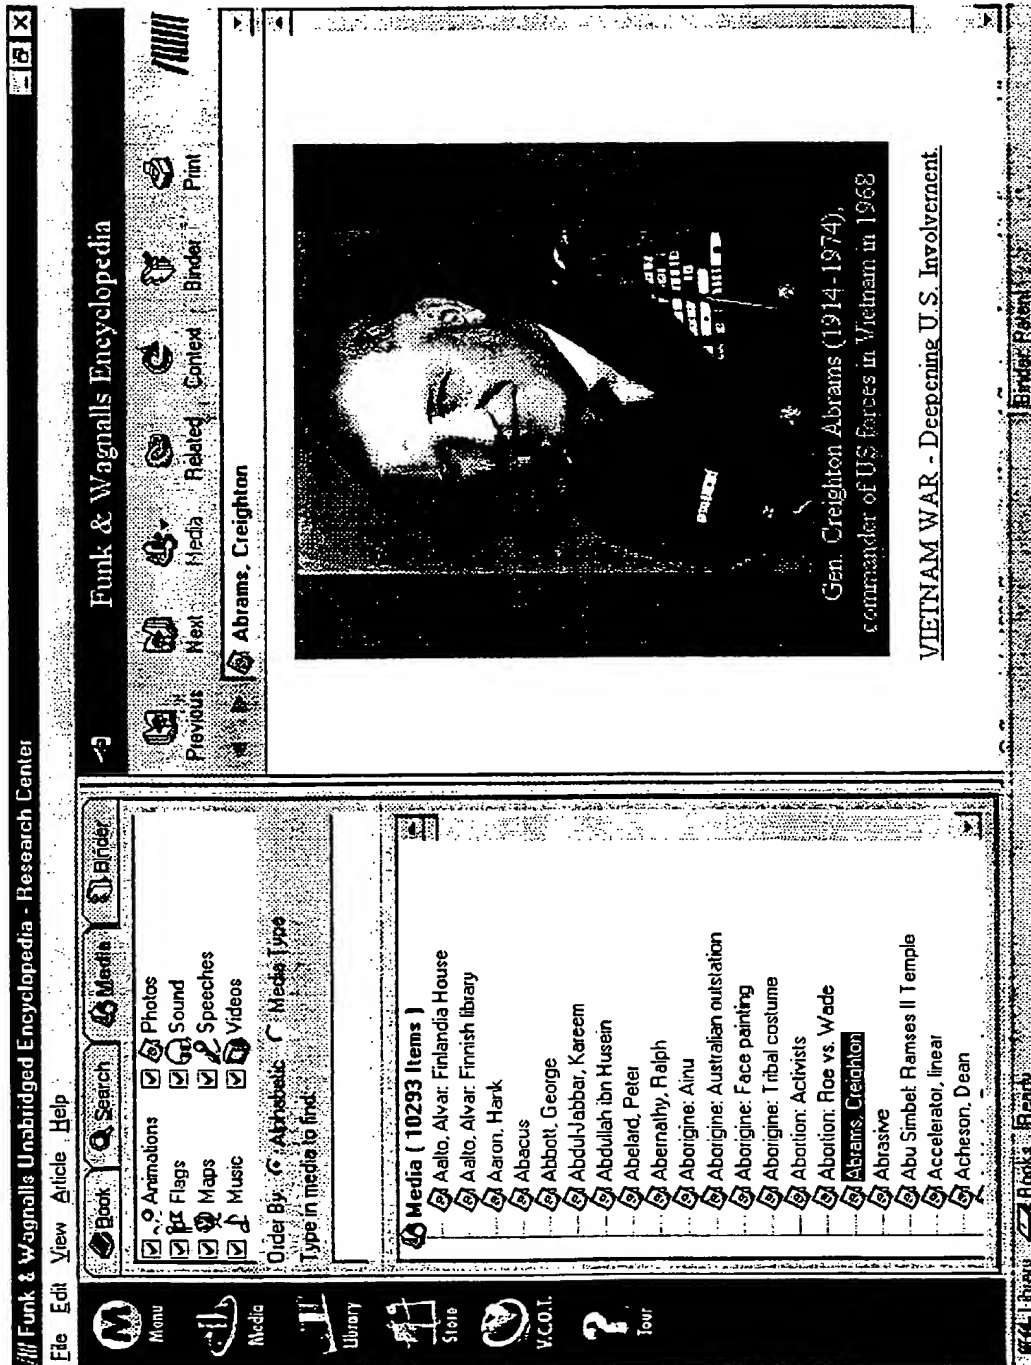 Funk & Wagnalls Unabridged Encyclopedia - Research Center
File Edit View Article Help
Menu
Media
Library
Store
V.C.O.T.
Tour
Book Search Media Binder
Animations Photos
Flags Sound
Maps Speeches
Music Videos
Order By: Alphabetic Media Type
Type in media to find:
Media ( 10293 Items )
Aalto, Alvar: Finlandia House
Aalto, Alvar: Finnish library
Aaron, Hank
Abacus
Abbott, George
Abdul-Jabbar, Kareem
Abdullah ibn Husein
Abelard, Peter
Abernathy, Ralph
Aborigine: Ainu
Aborigine: Australian outstation
Aborigine: Face painting
Aborigine: Tribal costume
Abortion: Activists
Abortion: Roe vs. Wade
Abrams, Creighton
Abrasive
Abu Simbel: Ramses II Temple
Accelerator, linear
Acheson, Dean
Funk & Wagnalls Encyclopedia
Previous Next Media Related Context Binder Print
Abrams, Creighton
Gen. Creighton Abrams (1914-1974),
commander of US forces in Vietnam in 1968
VIETNAM WAR - Deepening U.S. Involvement.
Library Books Ready Binder: Patent